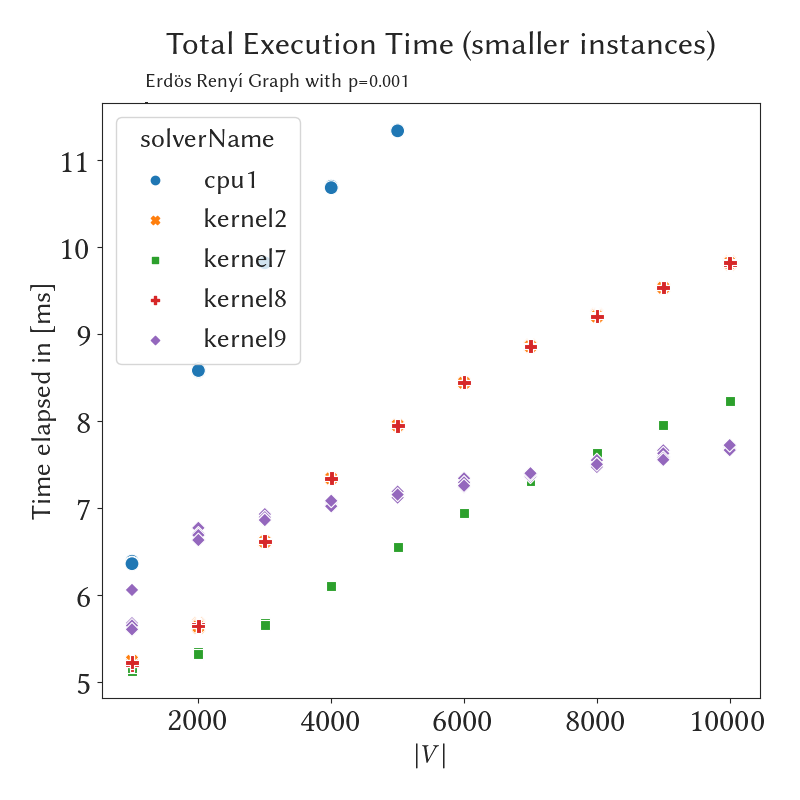 Total Execution Time (smaller instances)
Erdös Renyí Graph with p=0.001
solverName
cpu1
kernel2
kernel7
kernel8
kernel9
Time elapsed in [ms]
11
10
9
8
7
6
5
2000 4000 6000 8000 10000
|V|